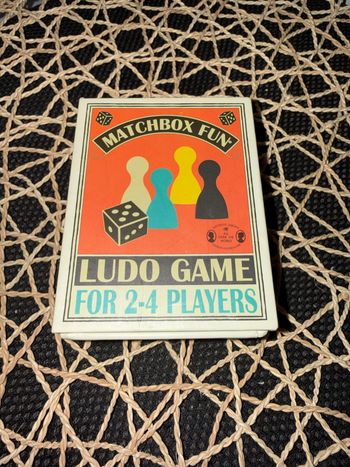 MATCHBOX FUN
LUDO GAME
FOR 2-4 PLAYERS